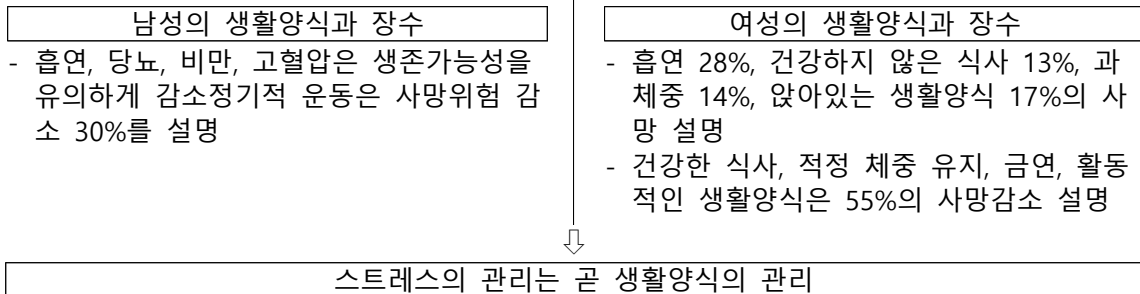 남성의 생활양식과 장수
- 흡연, 당뇨, 비만, 고혈압은 생존가능성을
유의하게 감소정기적 운동은 사망위험 감
소 30%를 설명
여성의 생활양식과 장수
- 흡연 28%, 건강하지 않은 식사 13%, 과
체중 14%, 앉아있는 생활양식 17%의 사
망 설명
- 건강한 식사, 적정 체중 유지, 금연, 활동
적인 생활양식은 55%의 사망감소 설명
스트레스의 관리는 곧 생활양식의 관리